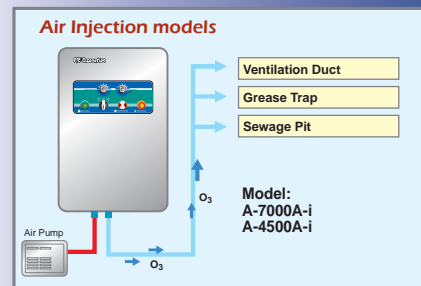 Air Injection models
Ventilation Duct
Grease Trap
Sewage Pit
O3
Model:
A-7000A-i
A-4500A-i
Air Pump
O3